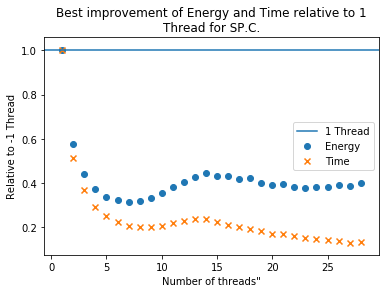 Best improvement of Energy and Time relative to 1
Thread for SP.C.
Relative to -1 Thread
1.0
0.8
0.6
0.4
0.2
1 Thread
Energy
Time
0
5
10
15
20
25
Number of threads"